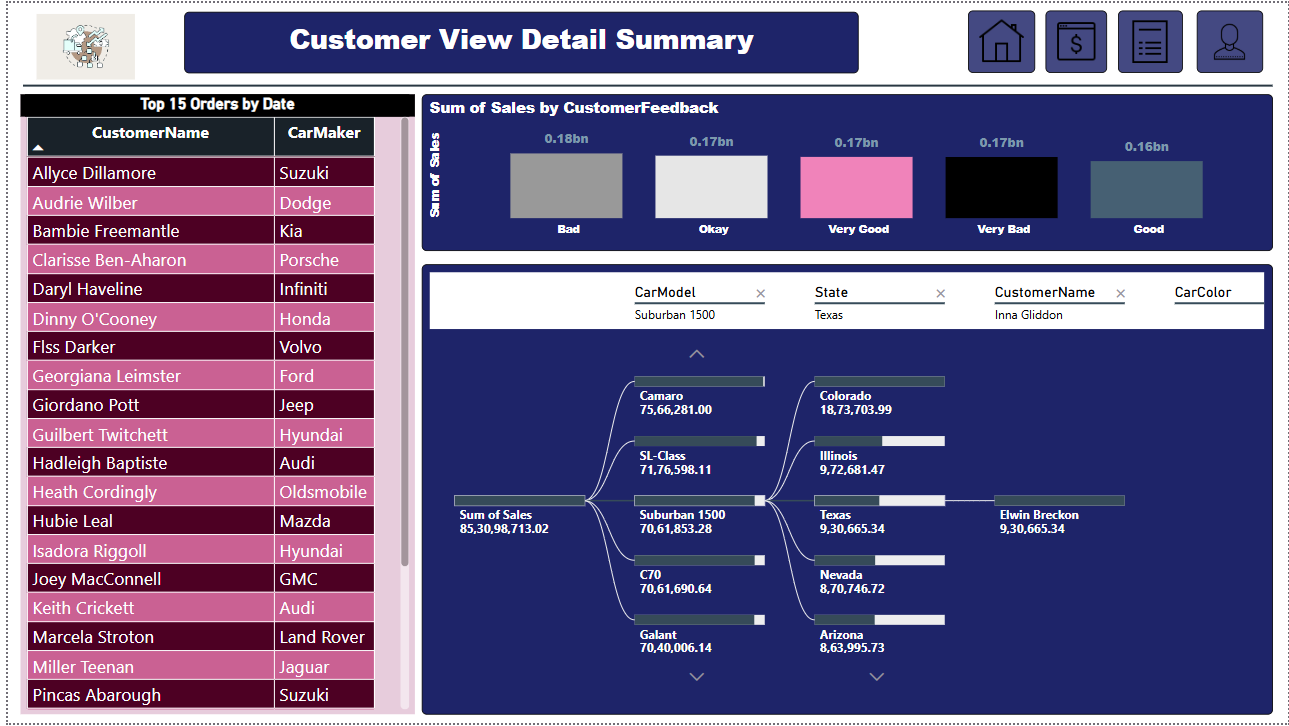 Customer View Detail Summary
Top 15 Orders by Date
CustomerName CarMaker
Allyce Dillamore Suzuki
Audrie Wilber Dodge
Bambie Freemantle Kia
Clarisse Ben-Aharon Porsche
Daryl Haveline Infiniti
Dinny O'Cooney Honda
Flss Darker Volvo
Georgiana Leimster Ford
Giordano Pott Jeep
Guilbert Twitchett Hyundai
Hadleigh Baptiste Audi
Heath Cordingly Oldsmobile
Hubie Leal Mazda
Isadora Riggoll Hyundai
Joey MacConnell GMC
Keith Crickett Audi
Marcela Stroton Land Rover
Miller Teenan Jaguar
Pincas Abarough Suzuki
Sum of Sales by CustomerFeedback
Sum of Sales
0.18bn 0.17bn 0.17bn 0.17bn 0.16bn
Bad Okay Very Good Very Bad Good
CarModel State CustomerName CarColor
Suburban 1500 Texas Inna Gliddon
Sum of Sales
85,30,98,713.02
Camaro
75,66,281.00
SL-Class
71,76,598.11
Suburban 1500
70,61,853.28
C70
70,61,690.64
Galant
70,40,006.14
Colorado
18,73,703.99
Illinois
9,72,681.47
Texas
9,30,665.34
Nevada
8,70,746.72
Arizona
8,63,995.73
Elwin Breckon
9,30,665.34